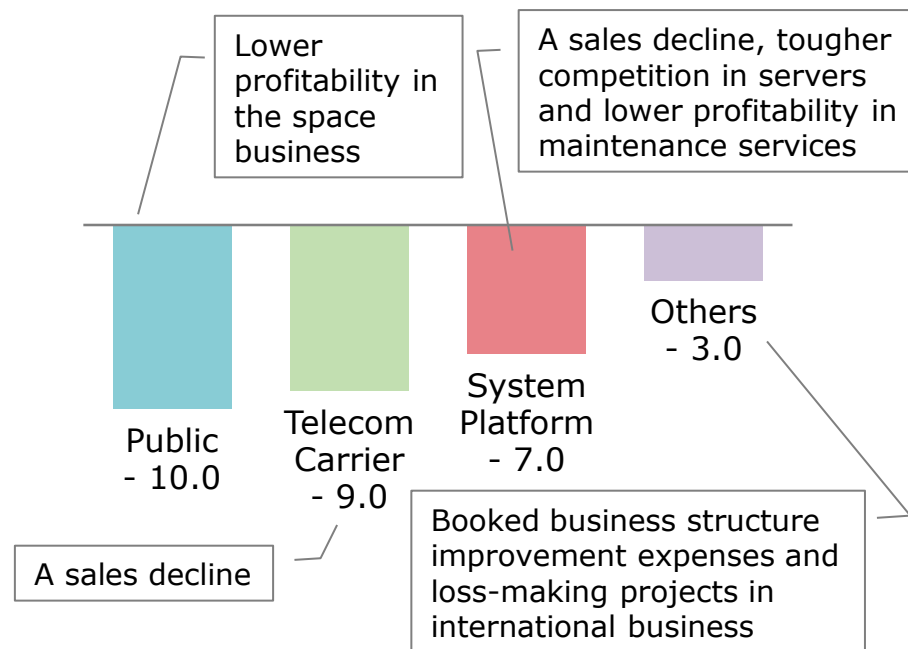 Lower
profitability in
the space
business
A sales decline, tougher
competition in servers
and lower profitability in
maintenance services
Public
- 10.0
Telecom
Carrier
- 9.0
System
Platform
- 7.0
Others
- 3.0
A sales decline
Booked business structure
improvement expenses and
loss-making projects in
international business